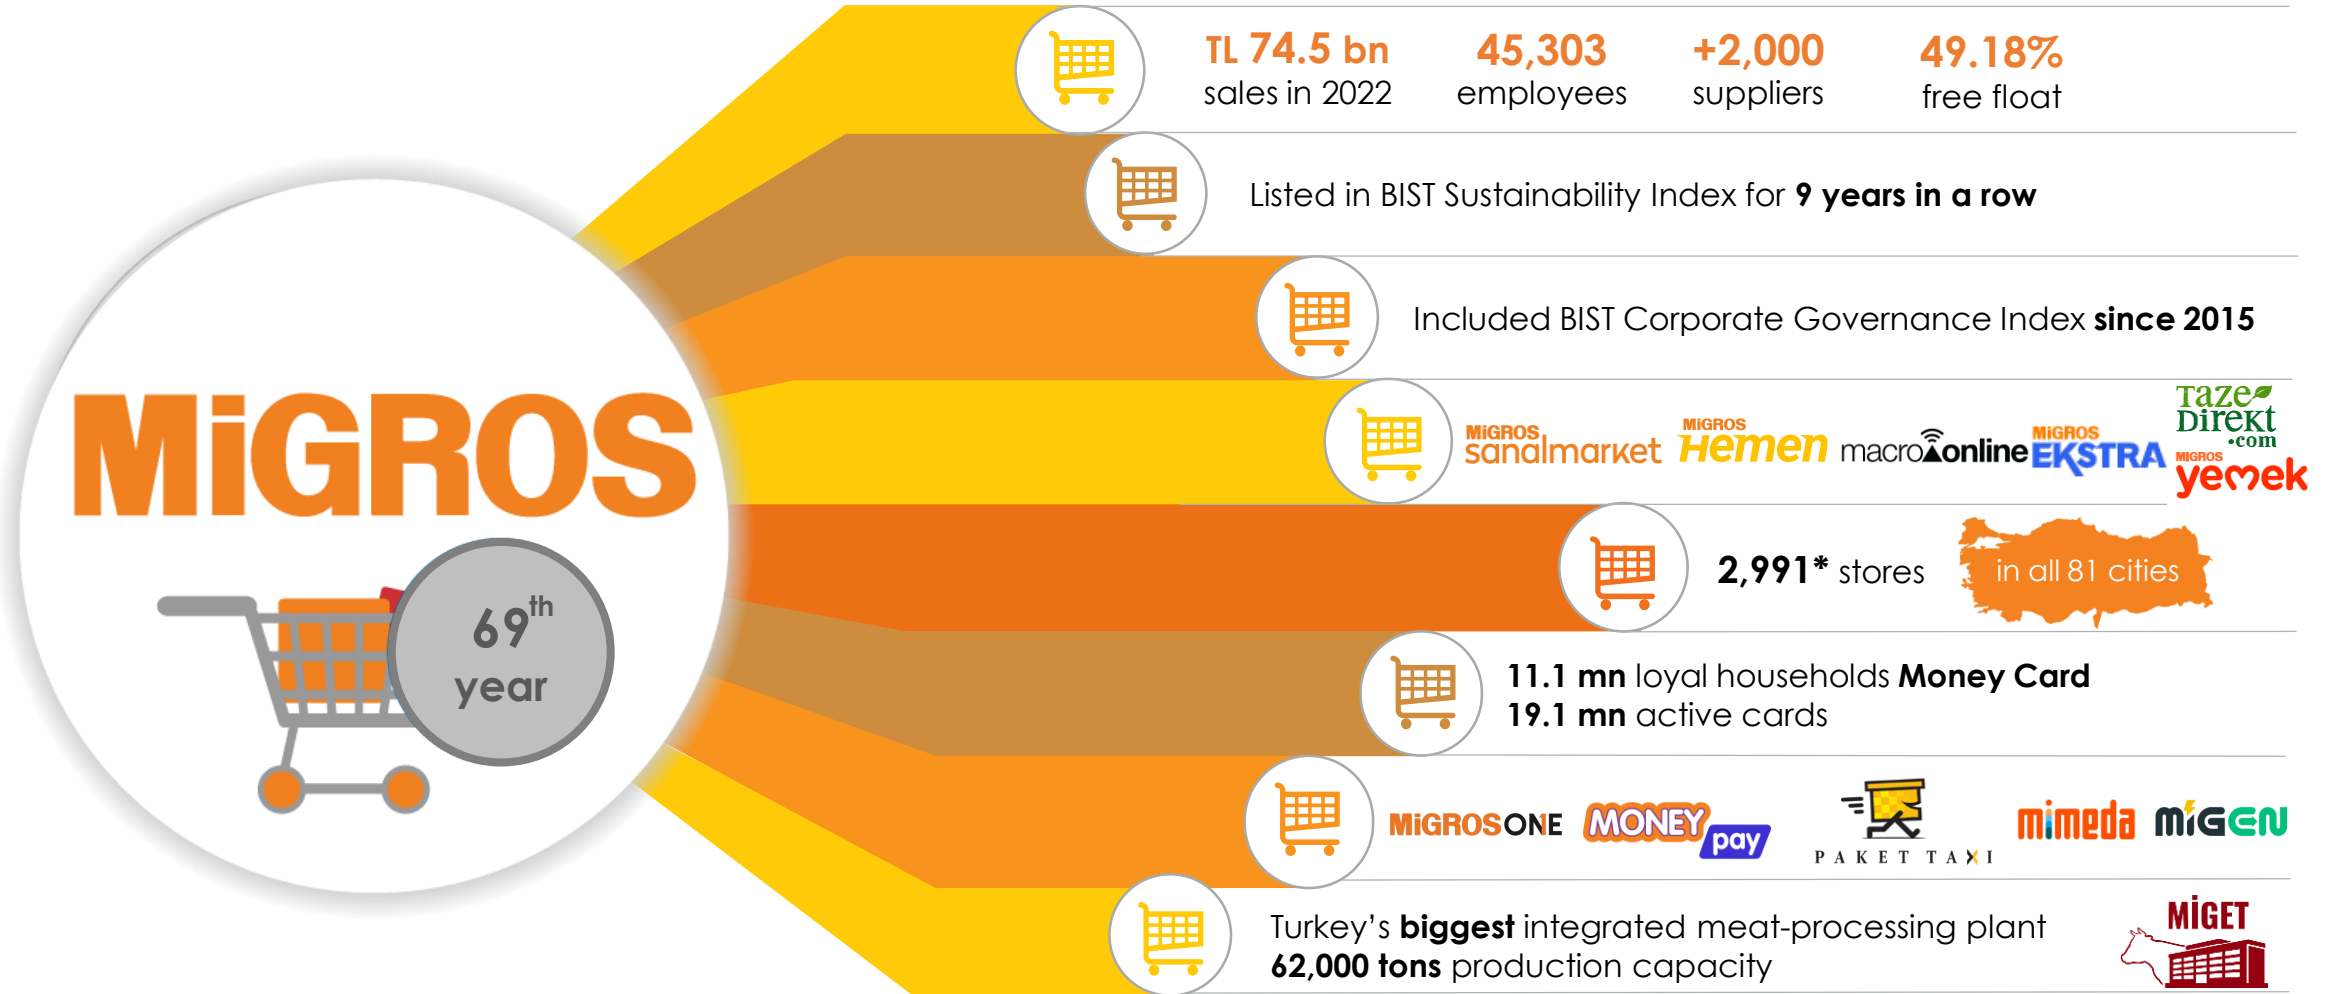 MiGROS
69th
year
TL 74.5 bn
sales in 2022
45,303
employees
+2,000
suppliers
49.18%
free float
Listed in BIST Sustainability Index for 9 years in a row
Included BIST Corporate Governance Index since 2015
MiGROS
sanalmarket
MiGROS
Hemen
macroonline
MiGROS
EKSTRA
Taze
Direkt
.com
MIGROS
yemek
2,991* stores
in all 81 cities
11.1 mn loyal households Money Card
19.1 mn active cards
MiGROS ONE
MONEY
pay
PAKET TAXI
mimeda
MiGEN
Turkey’s biggest integrated meat-processing plant
62,000 tons production capacity
MİGET